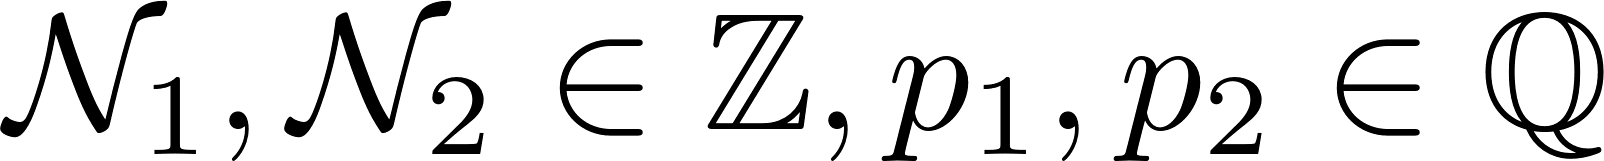 𝒩₁, 𝒩₂ ∈ ℤ, p₁, p₂ ∈ ℚ